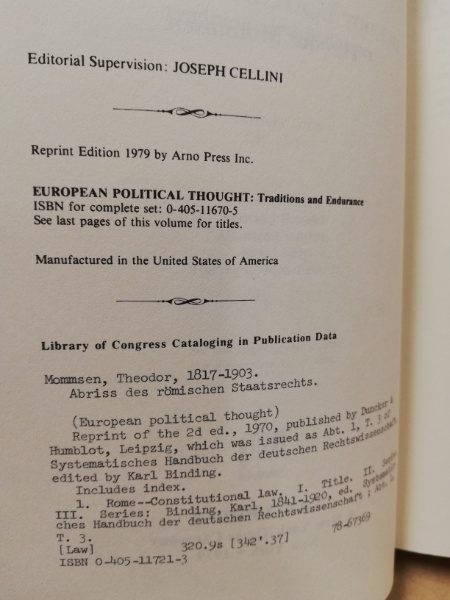 Editorial Supervision: JOSEPH CELLINI
Reprint Edition 1979 by Arno Press Inc.
EUROPEAN POLITICAL THOUGHT: Traditions and Endurance
ISBN for complete set: 0-405-11670-5
See last pages of this volume for titles.
Manufactured in the United States of America
Library of Congress Cataloging in Publication Data
Mommsen, Theodor, 1817-1903.
Abriss des römischen Staatsrechts.
(European political thought)
Reprint of the 2d ed., 1970, published by Duncker &
Humblot, Leipzig, which was issued as Abt. 1, T. 3 of
Systematisches Handbuch der deutschen Rechtswissenschaft,
edited by Karl Binding.
Includes index.
1. Rome--Constitutional law. I. Title. II. Series.
III. Series: Binding, Karl, 1841-1920, ed. Systematis-
ches Handbuch der deutschen Rechtswissenschaft ; Abt. 1,
T. 3.
[Law] 320.9s [342'.37] 78-67369
ISBN 0-405-11721-3